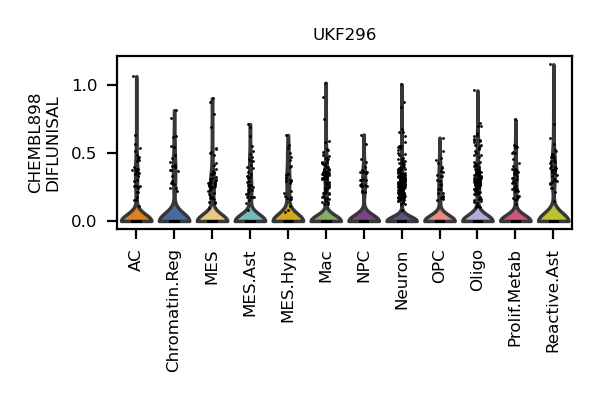 UKF296
CHEMBL898
DIFLUNISAL
1.0
0.5
0.0
AC
Chromatin.Reg
MES
MES.Ast
MES.Hyp
Mac
NPC
Neuron
OPC
Oligo
Prolif.Metab
Reactive.Ast